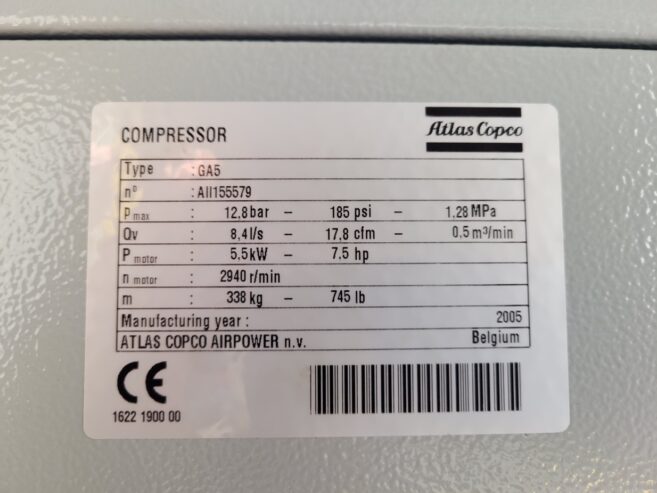 COMPRESSOR
Atlas Copco
Type : GA5
nº : AII155579
Pmax : 12,8 bar – 185 psi – 1,28 MPa
Qv : 8,4 l/s – 17,8 cfm – 0,5 m³/min
Pmotor : 5,5 kW – 7.5 hp
n motor : 2940 r/min
m : 338 kg – 745 lb
Manufacturing year : 2005
ATLAS COPCO AIRPOWER n.v. Belgium
CE
1622 1900 00